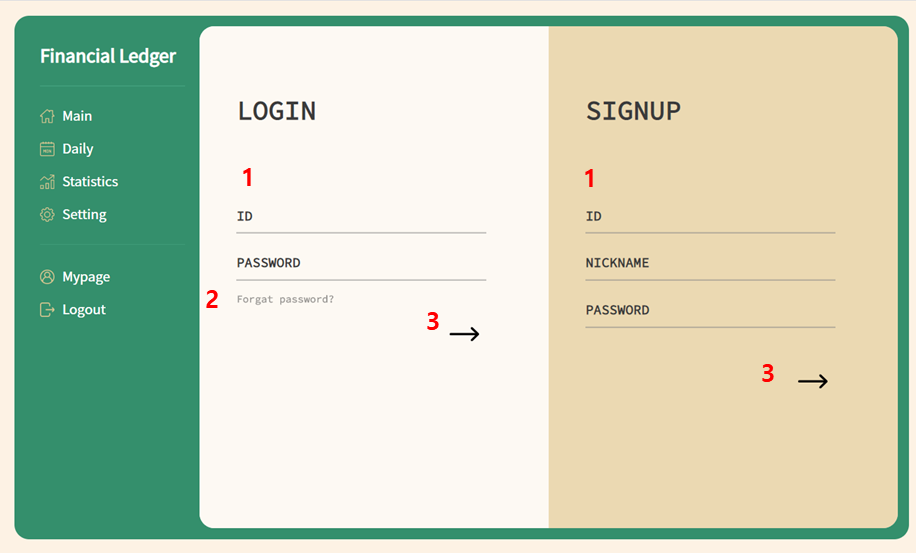 Financial Ledger
Main
Daily
Statistics
Setting
Mypage
Logout
LOGIN
1
ID
PASSWORD
2 Forgat password?
3
SIGNUP
1
ID
NICKNAME
PASSWORD
3